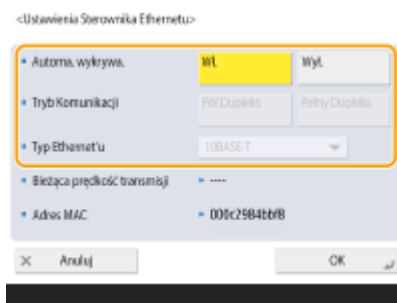 <Ustawienia Sterownika Ethernetu>
Automa. wykrywa. Wł. Wył.
Tryb Komunikacji Pół Dupleks Pełny Dupleks
Typ Ethernet'u 10BASE-T
Bieżąca prędkość transmisji ----
Adres MAC 000c2984bbf8
Anuluj OK